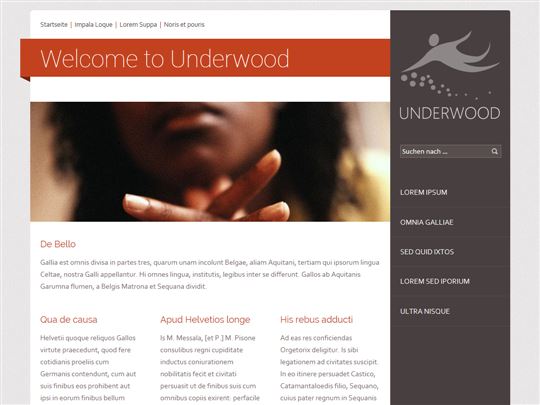 Startseite | Impala Loque | Lorem Suppa | Noris et pouris
Welcome to Underwood
De Bello
Gallia est omnis divisa in partes tres, quarum unam incolunt Belgae, aliam Aquitani, tertiam qui ipsorum lingua
Celtae, nostra Galli appellantur. Hi omnes lingua, institutis, legibus inter se differunt. Gallos ab Aquitanis
Garumna flumen, a Belgis Matrona et Sequana dividit.
Qua de causa
Helvetii quoque reliquos Gallos
virtute praecedunt, quod fere
cotidianis proeliis cum
Germanis contendunt, cum aut
suis finibus eos prohibent aut
ipsi in eorum finibus bellum
Apud Helvetios longe
Is M. Messala, [et P.] M. Pisone
consulibus regni cupiditate
inductus coniurationem
nobilitatis fecit et civitati
persuasit ut de finibus suis cum
omnibus copiis exirent: perfacile
His rebus adducti
Ad eas res conficiendas
Orgetorix deligitur. Is sibi
legationem ad civitates suscipit.
In eo itinere persuadet Castico,
Catamantaloedis filio, Sequano,
cuius pater regnum in Sequanis
UNDERWOOD
Suchen nach ...
LOREM IPSUM
OMNIA GALLIAE
SED QUID IXTOS
LOREM SED IPORIUM
ULTRA NISQUE